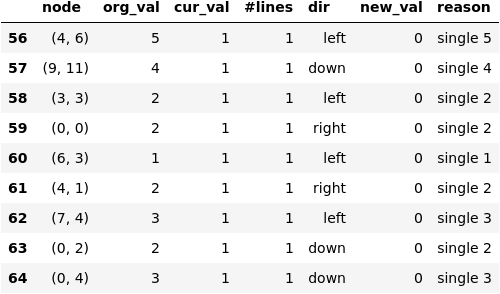 node org_val cur_val #lines dir new_val reason
56 (4, 6) 5 1 1 left 0 single 5
57 (9, 11) 4 1 1 down 0 single 4
58 (3, 3) 2 1 1 left 0 single 2
59 (0, 0) 2 1 1 right 0 single 2
60 (6, 3) 1 1 1 left 0 single 1
61 (4, 1) 2 1 1 right 0 single 2
62 (7, 4) 3 1 1 left 0 single 3
63 (0, 2) 2 1 1 down 0 single 2
64 (0, 4) 3 1 1 down 0 single 3